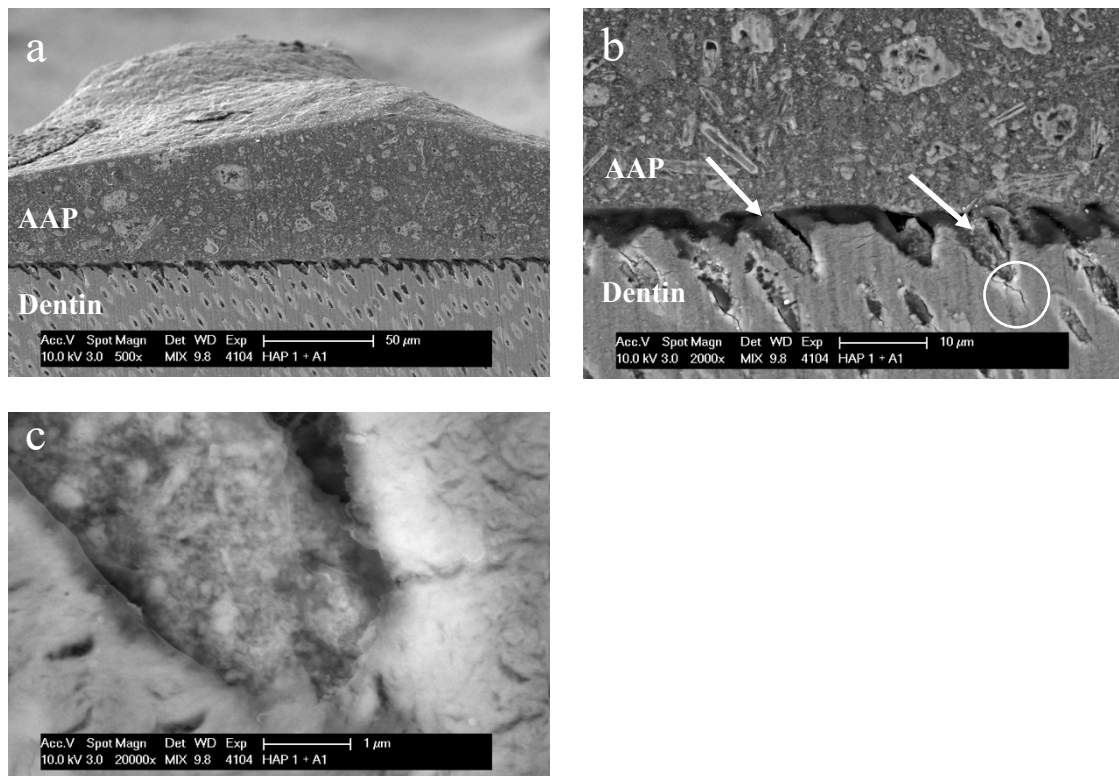 a
AAP
Dentin
Acc.V Spot Magn Det WD Exp 50 µm
10.0 kV 3.0 500x MIX 9.8 4104 HAP 1 + A1
b
AAP
Dentin
Acc.V Spot Magn Det WD Exp 10 µm
10.0 kV 3.0 2000x MIX 9.8 4104 HAP 1 + A1
c
Acc.V Spot Magn Det WD Exp 1 µm
10.0 kV 3.0 20000x MIX 9.8 4104 HAP 1 + A1